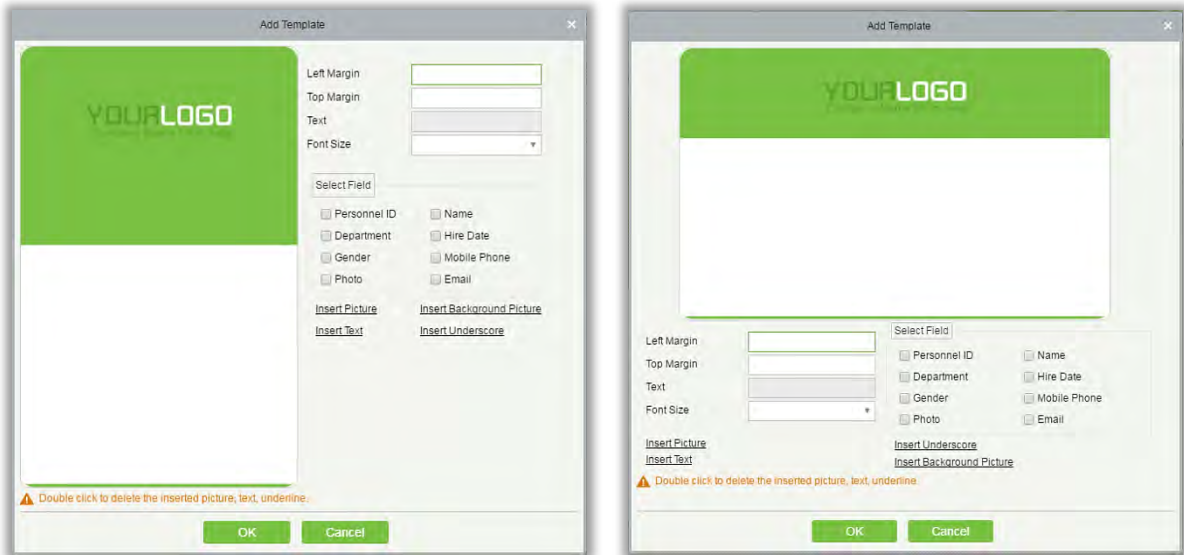 Add Template
×
YOURLOGO
Left Margin
Top Margin
Text
Font Size
Select Field
Personnel ID Name
Department Hire Date
Gender Mobile Phone
Photo Email
Insert Picture Insert Background Picture
Insert Text Insert Underscore
Double click to delete the inserted picture, text, underline.
OK Cancel
Add Template
×
YOURLOGO
Left Margin
Top Margin
Text
Font Size
Insert Picture
Insert Text
Select Field
Personnel ID Name
Department Hire Date
Gender Mobile Phone
Photo Email
Insert Underscore
Insert Background Picture
Double click to delete the inserted picture, text, underline.
OK Cancel